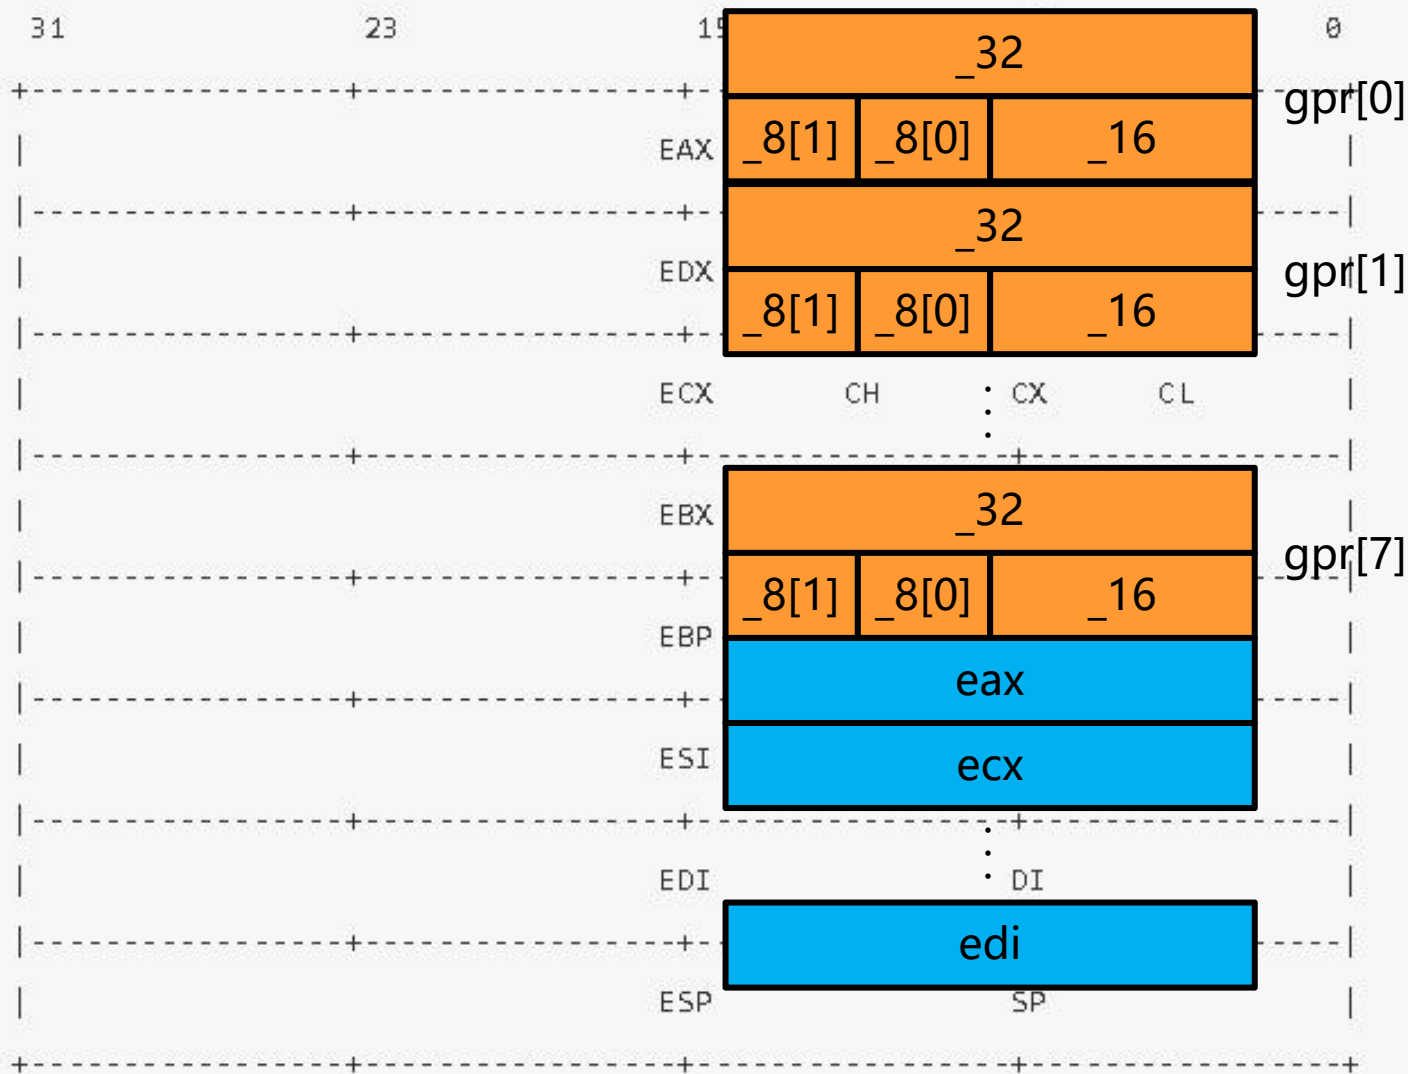 31 23 15 0
_32
gpr[0]
EAX _8[1] _8[0] _16
_32
EDX gpr[1]
_8[1] _8[0] _16
ECX CH CX CL
EBX _32
gpr[7]
_8[1] _8[0] _16
EBP
eax
ESI ecx
EDI DI
edi
ESP SP